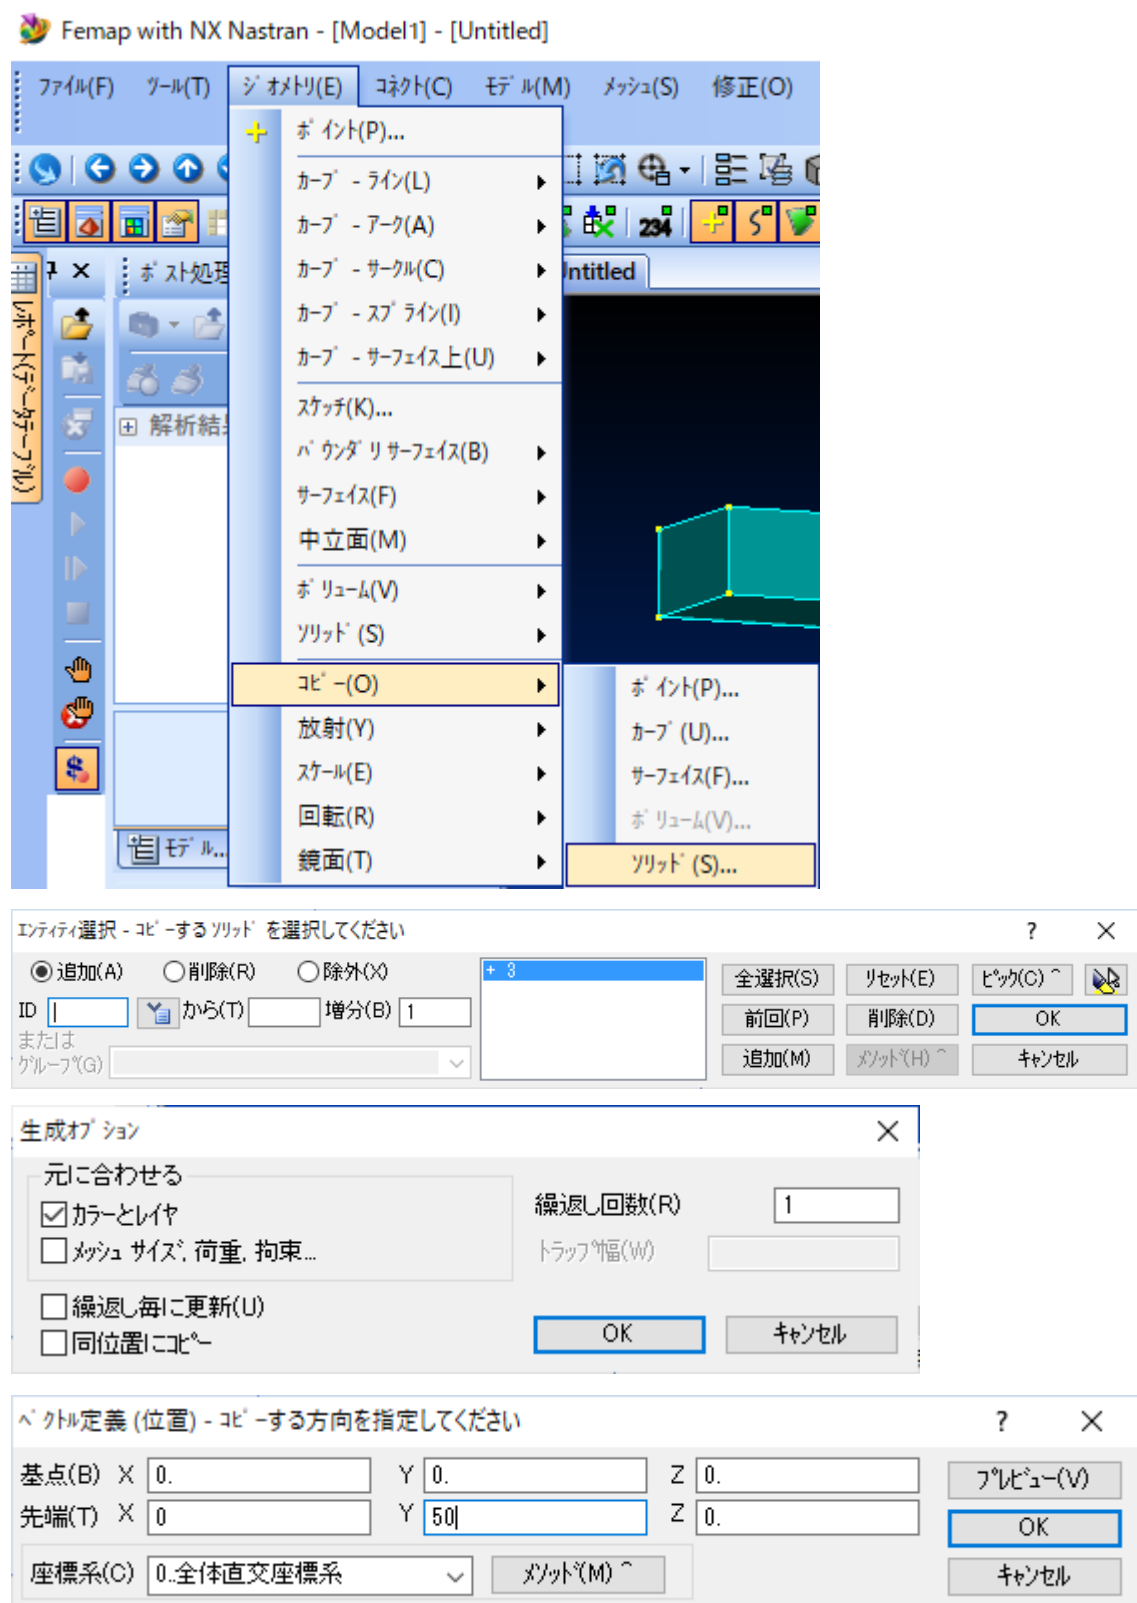 Femap with NX Nastran - [Model1] - [Untitled]
ﾌｧｲﾙ(F) ﾂｰﾙ(T) ｼﾞｵﾒﾄﾘ(E) ｺﾈｸﾄ(C) ﾓﾃﾞﾙ(M) ﾒｯｼｭ(S) 修正(O)
ﾎﾟｲﾝﾄ(P)...
ｶｰﾌﾞ - ﾗｲﾝ(L)
ｶｰﾌﾞ - ｱｰｸ(A)
234
ｶｰﾌﾞ - ｻｰｸﾙ(C)
ﾎﾟｽﾄ処理
ntitled
ｶｰﾌﾞ - ｽﾌﾟﾗｲﾝ(I)
ｶｰﾌﾞ - ｻｰﾌｪｲｽ上(U)
ﾚﾎﾟｰﾄ(ﾃﾞｰﾀﾃｰﾌﾞﾙ)
ｽｹｯﾁ(K)...
解析結果
ﾊﾞｳﾝﾀﾞﾘ ｻｰﾌｪｲｽ(B)
ｻｰﾌｪｲｽ(F)
中立面(M)
ﾎﾞﾘｭｰﾑ(V)
ｿﾘｯﾄﾞ(S)
ｺﾋﾟｰ(O)
放射(Y)
ｽｹｰﾙ(E)
回転(R)
鏡面(T)
ﾓﾃﾞﾙ...
ﾎﾟｲﾝﾄ(P)...
ｶｰﾌﾞ(U)...
ｻｰﾌｪｲｽ(F)...
ﾎﾞﾘｭｰﾑ(V)...
ｿﾘｯﾄﾞ(S)...
ｴﾝﾃｨﾃｨ選択 - ｺﾋﾟｰする ｿﾘｯﾄﾞ を選択してください ?
追加(A) 削除(R) 除外(X) + 3 全選択(S) ﾘｾｯﾄ(E) ﾋﾟｯｸ(C) ^
ID から(T) 増分(B) 1 前回(P) 削除(D) OK
または
ｸﾞﾙｰﾌﾟ(G) 追加(M) ﾒｿｯﾄﾞ(H) ^ ｷｬﾝｾﾙ
生成ｵﾌﾟｼｮﾝ
元に合わせる
ｶﾗｰとﾚｲﾔ 繰返し回数(R) 1
ﾒｯｼｭ ｻｲｽﾞ, 荷重, 拘束... ﾄﾗｯﾌﾟ幅(W)
繰返し毎に更新(U)
同位置にｺﾋﾟｰ OK ｷｬﾝｾﾙ
ﾍﾞｸﾄﾙ定義 (位置) - ｺﾋﾟｰする方向を指定してください ?
基点(B) X 0. Y 0. Z 0. ﾌﾟﾚﾋﾞｭｰ(V)
先端(T) X 0 Y 50 Z 0. OK
座標系(C) 0..全体直交座標系 ﾒｿｯﾄﾞ(M) ^ ｷｬﾝｾﾙ